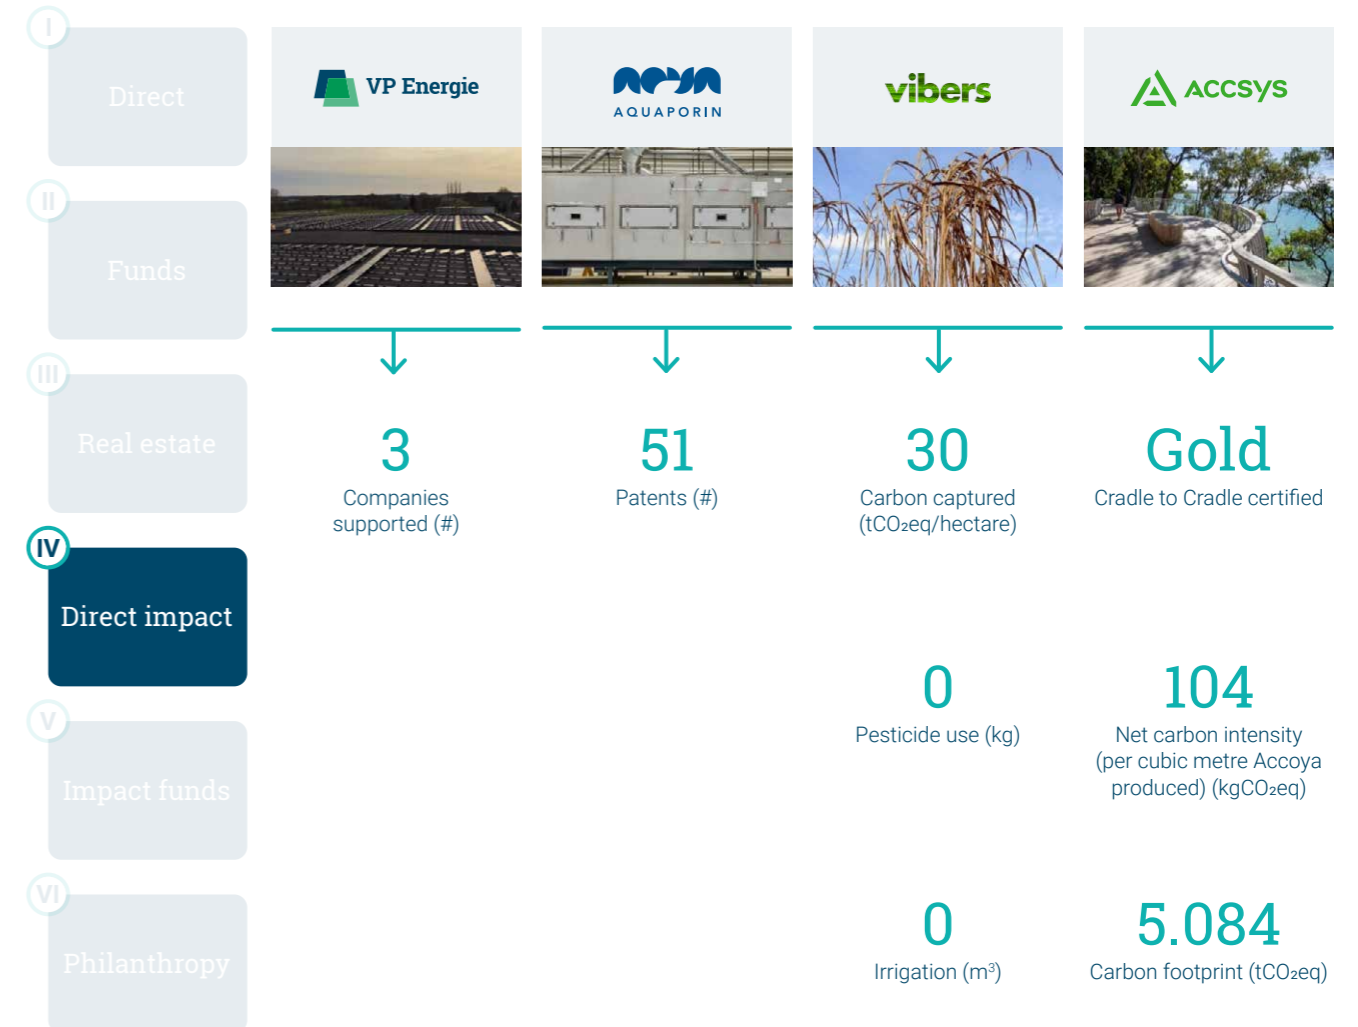 I
Direct
II
Funds
III
Real estate
IV
Direct impact
V
Impact funds
VI
Philanthropy
VP Energie
AQUAPORIN
vibers
ACCSYS
3
Companies
supported (#)
51
Patents (#)
30
Carbon captured
(tCO₂eq/hectare)
Gold
Cradle to Cradle certified
0
Pesticide use (kg)
104
Net carbon intensity
(per cubic metre Accoya
produced) (kgCO₂eq)
0
Irrigation (m³)
5.084
Carbon footprint (tCO₂eq)